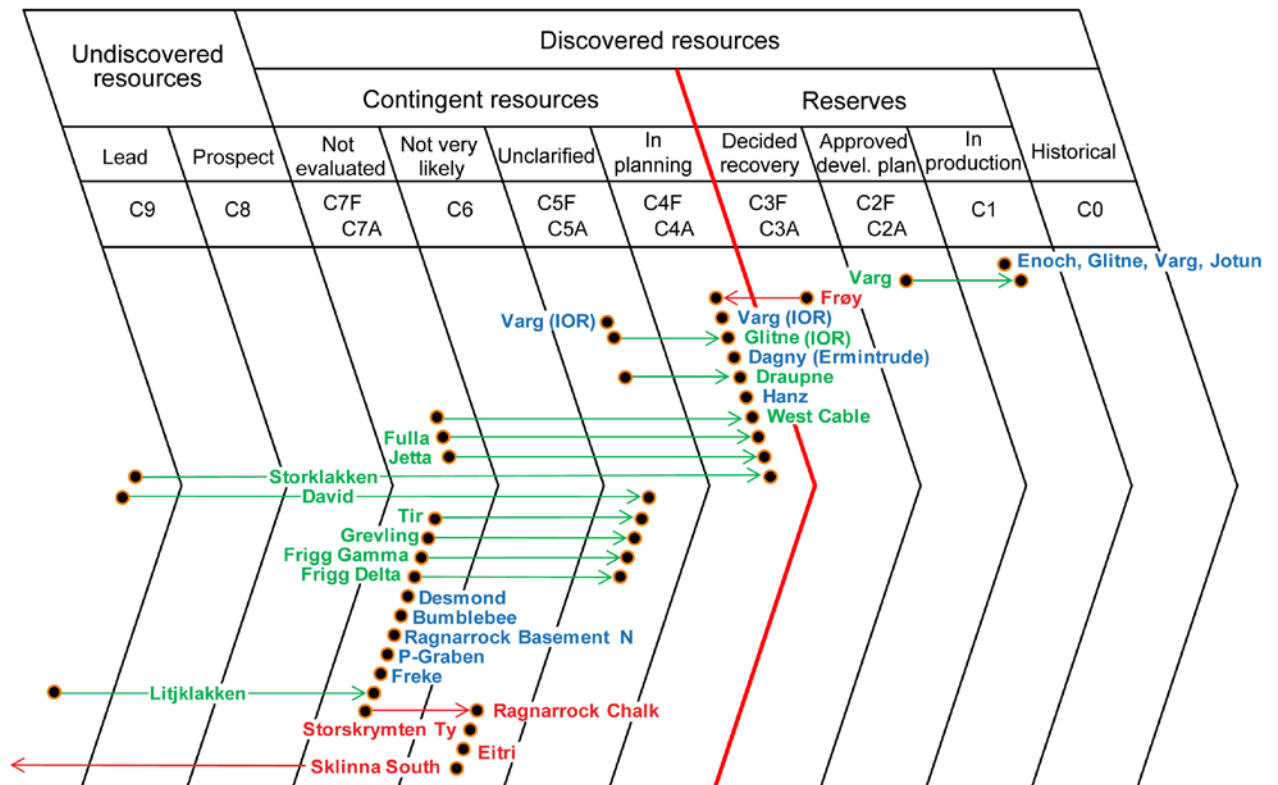 Discovered resources
Undiscovered
resources
Contingent resources
Reserves
Lead
Prospect
Not
evaluated
Not very
likely
Unclarified
In
planning
Decided
recovery
Approved
devel. plan
In
production
Historical
C9
C8
C7F
C7A
C6
C5F
C5A
C4F
C4A
C3F
C3A
C2F
C2A
C1
C0
Enoch, Glitne, Varg, Jotun
Varg
Frøy
Varg (IOR)
Varg (IOR)
Glitne (IOR)
Dagny (Ermintrude)
Draupne
Hanz
West Cable
Fulla
Jetta
Storklakken
David
Tir
Grevling
Frigg Gamma
Frigg Delta
Desmond
Bumblebee
Ragnarrock Basement N
P-Graben
Freke
Litjklakken
Ragnarrock Chalk
Storskrymten Ty
Eitri
Sklinna South